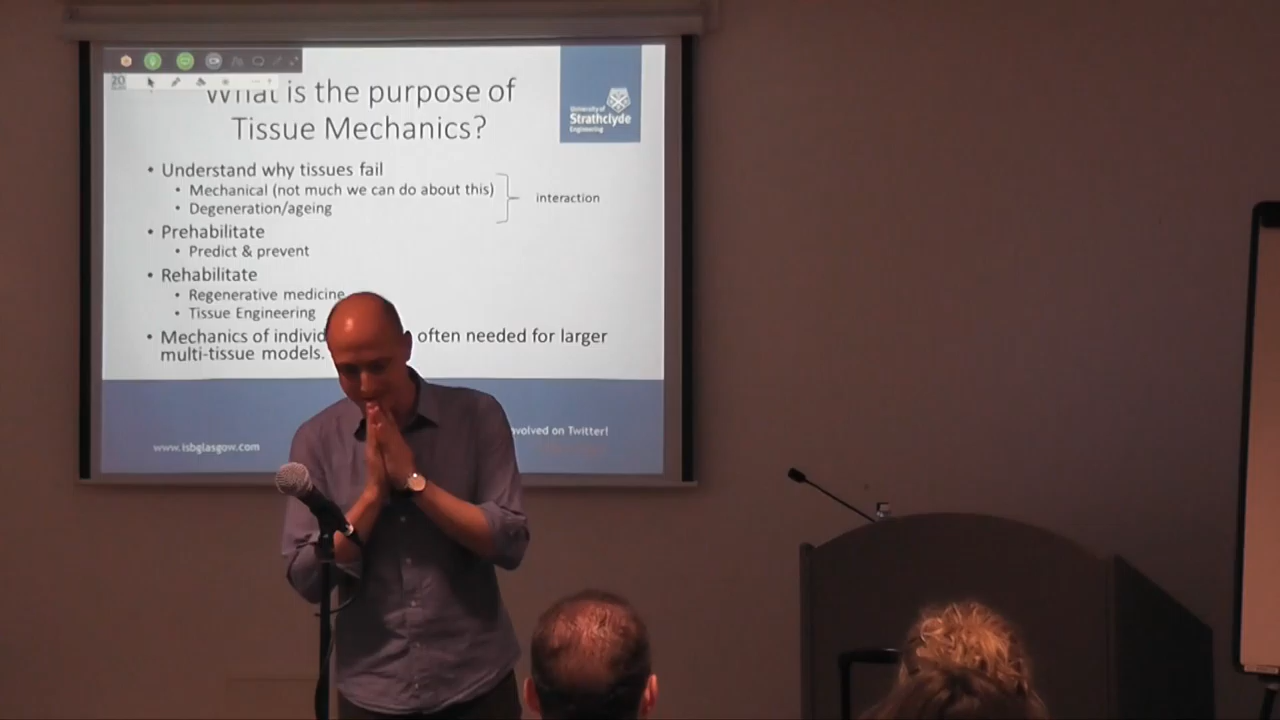 20
What is the purpose of
Tissue Mechanics?
University of
Strathclyde
Engineering
• Understand why tissues fail
• Mechanical (not much we can do about this)
• Degeneration/ageing
interaction
• Prehabilitate
• Predict & prevent
• Rehabilitate
• Regenerative medicine
• Tissue Engineering
• Mechanics of individ often needed for larger
multi-tissue models.
nvolved on Twitter!
www.isbglasgow.com